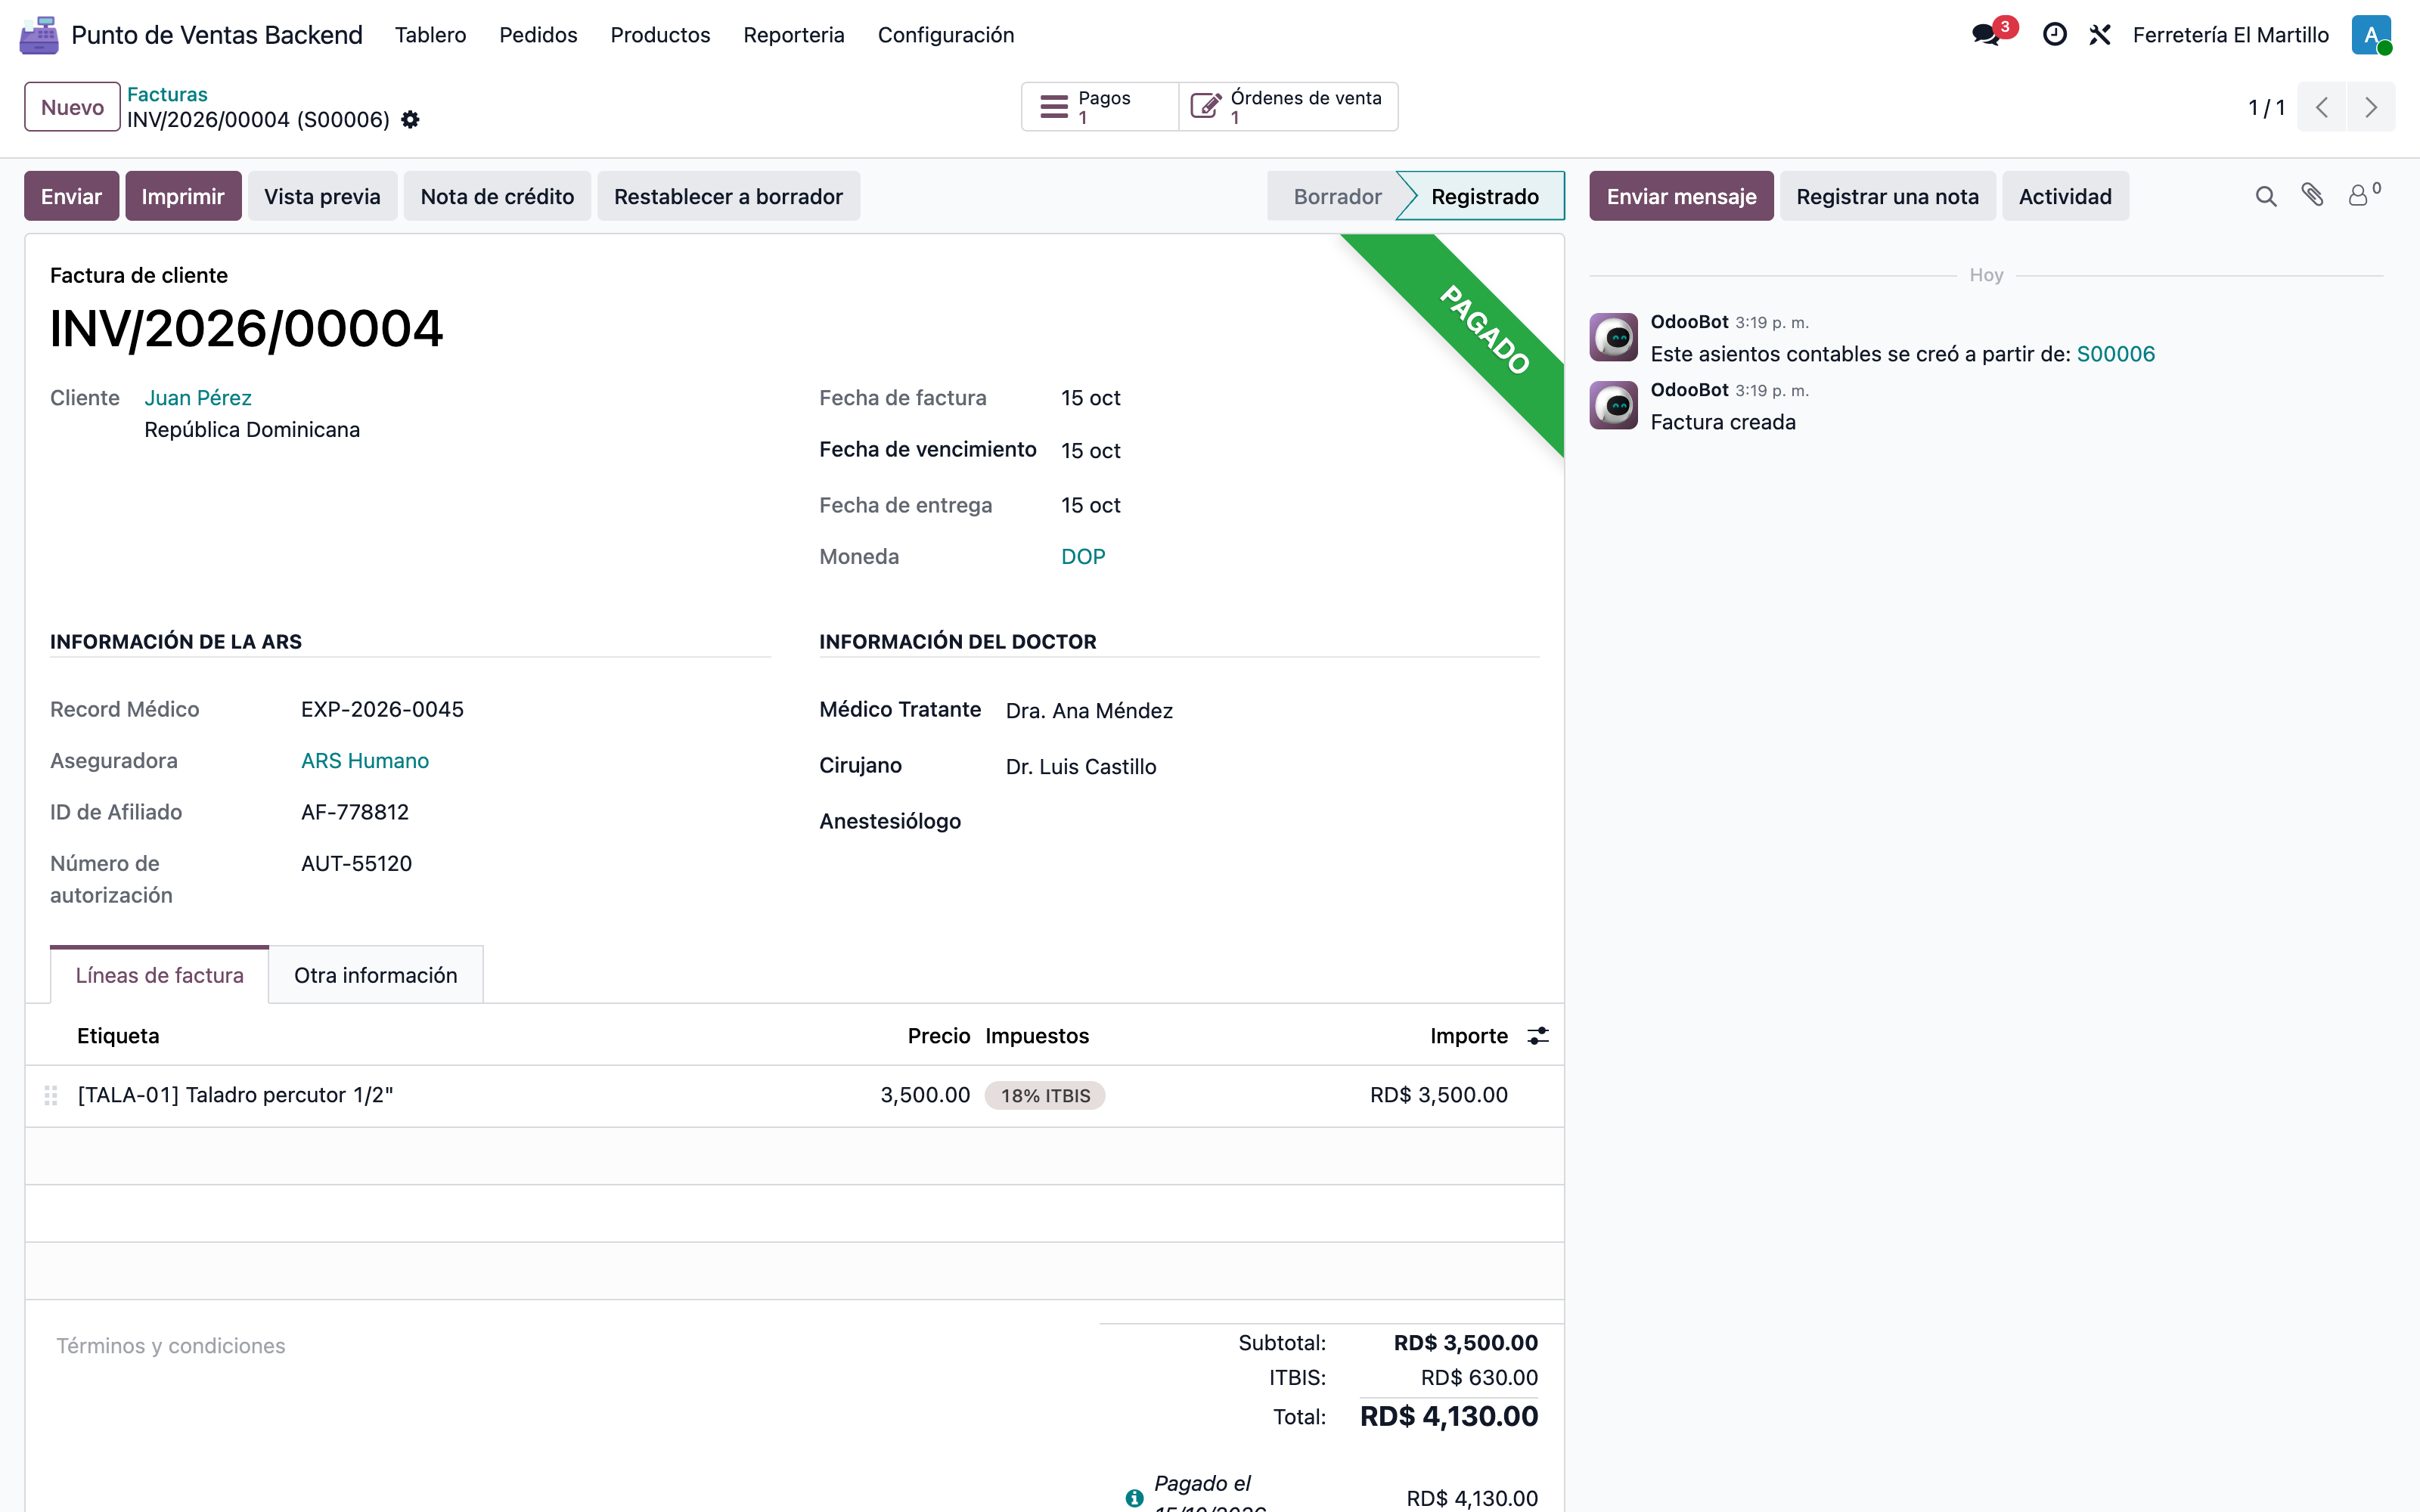 Punto de Ventas Backend
Tablero
Pedidos
Productos
Reporteria
Configuración
3
Ferretería El Martillo
A
Nuevo
Facturas
INV/2026/00004 (S00006)
Pagos
1
Órdenes de venta
1
1 / 1
Enviar
Imprimir
Vista previa
Nota de crédito
Restablecer a borrador
Borrador
Registrado
Enviar mensaje
Registrar una nota
Actividad
0
Factura de cliente
INV/2026/00004
PAGADO
Cliente
Juan Pérez
República Dominicana
Fecha de factura
15 oct
Fecha de vencimiento
15 oct
Fecha de entrega
15 oct
Moneda
DOP
INFORMACIÓN DE LA ARS
Record Médico
EXP-2026-0045
Aseguradora
ARS Humano
ID de Afiliado
AF-778812
Número de
autorización
AUT-55120
INFORMACIÓN DEL DOCTOR
Médico Tratante
Dra. Ana Méndez
Cirujano
Dr. Luis Castillo
Anestesiólogo
Líneas de factura
Otra información
Etiqueta
Precio
Impuestos
Importe
[TALA-01] Taladro percutor 1/2"
3,500.00
18% ITBIS
RD$ 3,500.00
Términos y condiciones
Subtotal:
RD$ 3,500.00
ITBIS:
RD$ 630.00
Total:
RD$ 4,130.00
Pagado el
RD$ 4,130.00
Hoy
OdooBot 3:19 p. m.
Este asientos contables se creó a partir de: S00006
OdooBot 3:19 p. m.
Factura creada